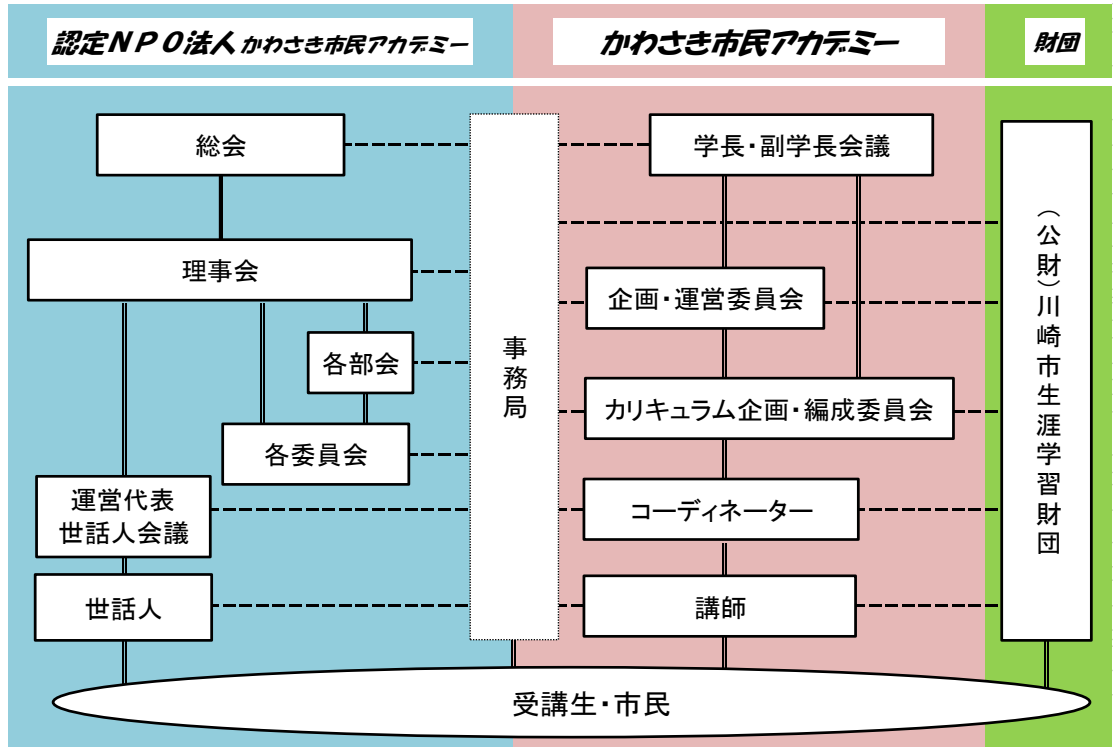 認定NPO法人かわさき市民アカデミー
かわさき市民アカデミー
財団
総会
理事会
各部会
各委員会
運営代表
世話人会議
世話人
事務局
学長・副学長会議
企画・運営委員会
カリキュラム企画・編成委員会
コーディネーター
講師
（公財）川崎市生涯学習財団
受講生・市民